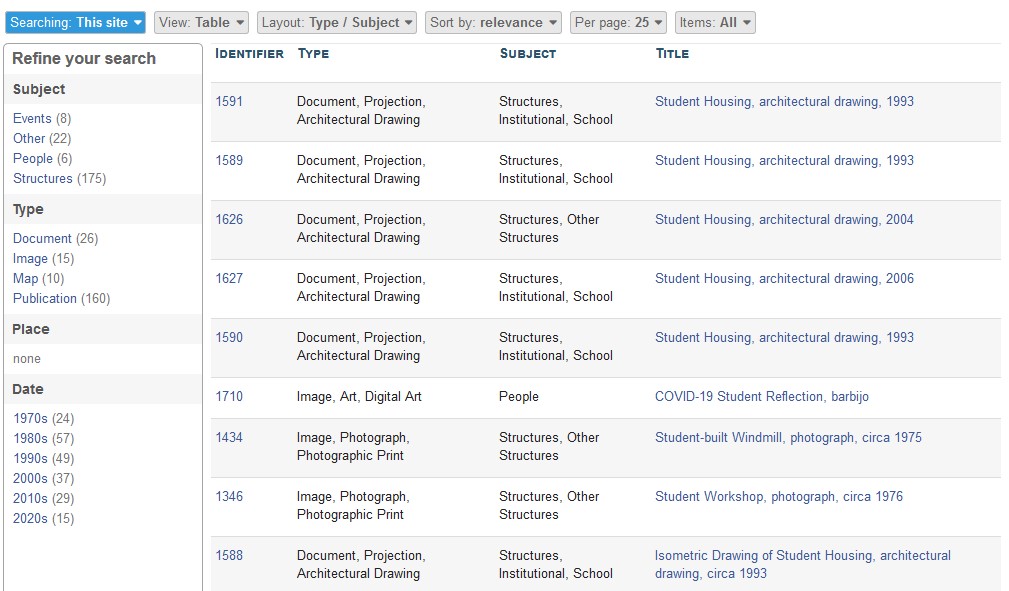 Searching: This site View: Table Layout: Type / Subject Sort by: relevance Per page: 25 Items: All
Refine your search
Subject
Events (8)
Other (22)
People (6)
Structures (175)
Type
Document (26)
Image (15)
Map (10)
Publication (160)
Place
none
Date
1970s (24)
1980s (57)
1990s (49)
2000s (37)
2010s (29)
2020s (15)
IDENTIFIER TYPE SUBJECT TITLE
1591 Document, Projection, Structures, Student Housing, architectural drawing, 1993
Architectural Drawing Institutional, School
1589 Document, Projection, Structures, Student Housing, architectural drawing, 1993
Architectural Drawing Institutional, School
1626 Document, Projection, Structures, Other Student Housing, architectural drawing, 2004
Architectural Drawing Structures
1627 Document, Projection, Structures, Student Housing, architectural drawing, 2006
Architectural Drawing Institutional, School
1590 Document, Projection, Structures, Student Housing, architectural drawing, 1993
Architectural Drawing Institutional, School
1710 Image, Art, Digital Art People COVID-19 Student Reflection, barbijo
1434 Image, Photograph, Structures, Other Student-built Windmill, photograph, circa 1975
Photographic Print Structures
1346 Image, Photograph, Structures, Other Student Workshop, photograph, circa 1976
Photographic Print Structures
1588 Document, Projection, Structures, Isometric Drawing of Student Housing, architectural
Architectural Drawing Institutional, School drawing, circa 1993